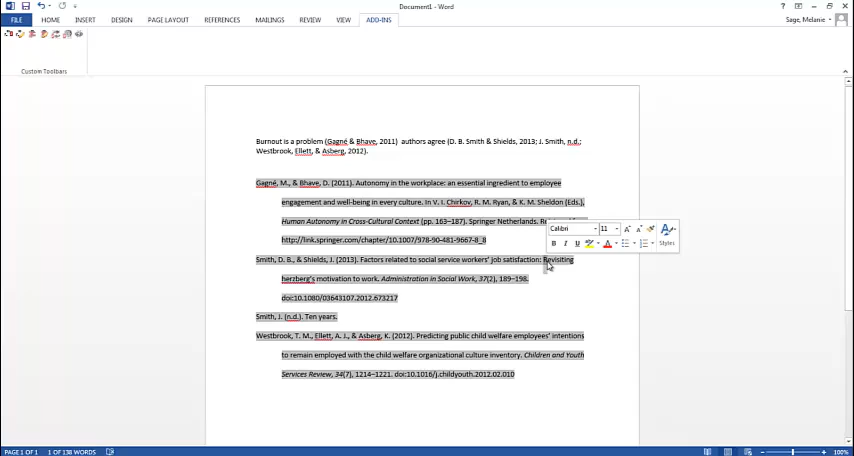 Document1 - Word
FILE HOME INSERT DESIGN PAGE LAYOUT REFERENCES MAILINGS REVIEW VIEW ADD-INS
Sage, Melanie
Custom Toolbars
Burnout is a problem (Gagné & Bhave, 2011)  authors agree (D. B. Smith & Shields, 2013; J. Smith, n.d.;
Westbrook, Ellett, & Asberg, 2012).
Gagné, M., & Bhave, D. (2011). Autonomy in the workplace: an essential ingredient to employee
engagement and well-being in every culture. In V. I. Chirkov, R. M. Ryan, & K. M. Sheldon (Eds.),
Human Autonomy in Cross-Cultural Context (pp. 163–187). Springer Netherlands.
Calibri 11
http://link.springer.com/chapter/10.1007/978-90-481-9667-8_8
B I U A Styles
Smith, D. B., & Shields, J. (2013). Factors related to social service workers' job satisfaction: Revisiting
herzberg's motivation to work. Administration in Social Work, 37(2), 189–198.
doi:10.1080/03643107.2012.673217
Smith, J. (n.d.). Ten years.
Westbrook, T. M., Ellett, A. J., & Asberg, K. (2012). Predicting public child welfare employees' intentions
to remain employed with the child welfare organizational culture inventory. Children and Youth
Services Review, 34(7), 1214–1221. doi:10.1016/j.childyouth.2012.02.010
PAGE 1 OF 1 1 OF 138 WORDS 100%